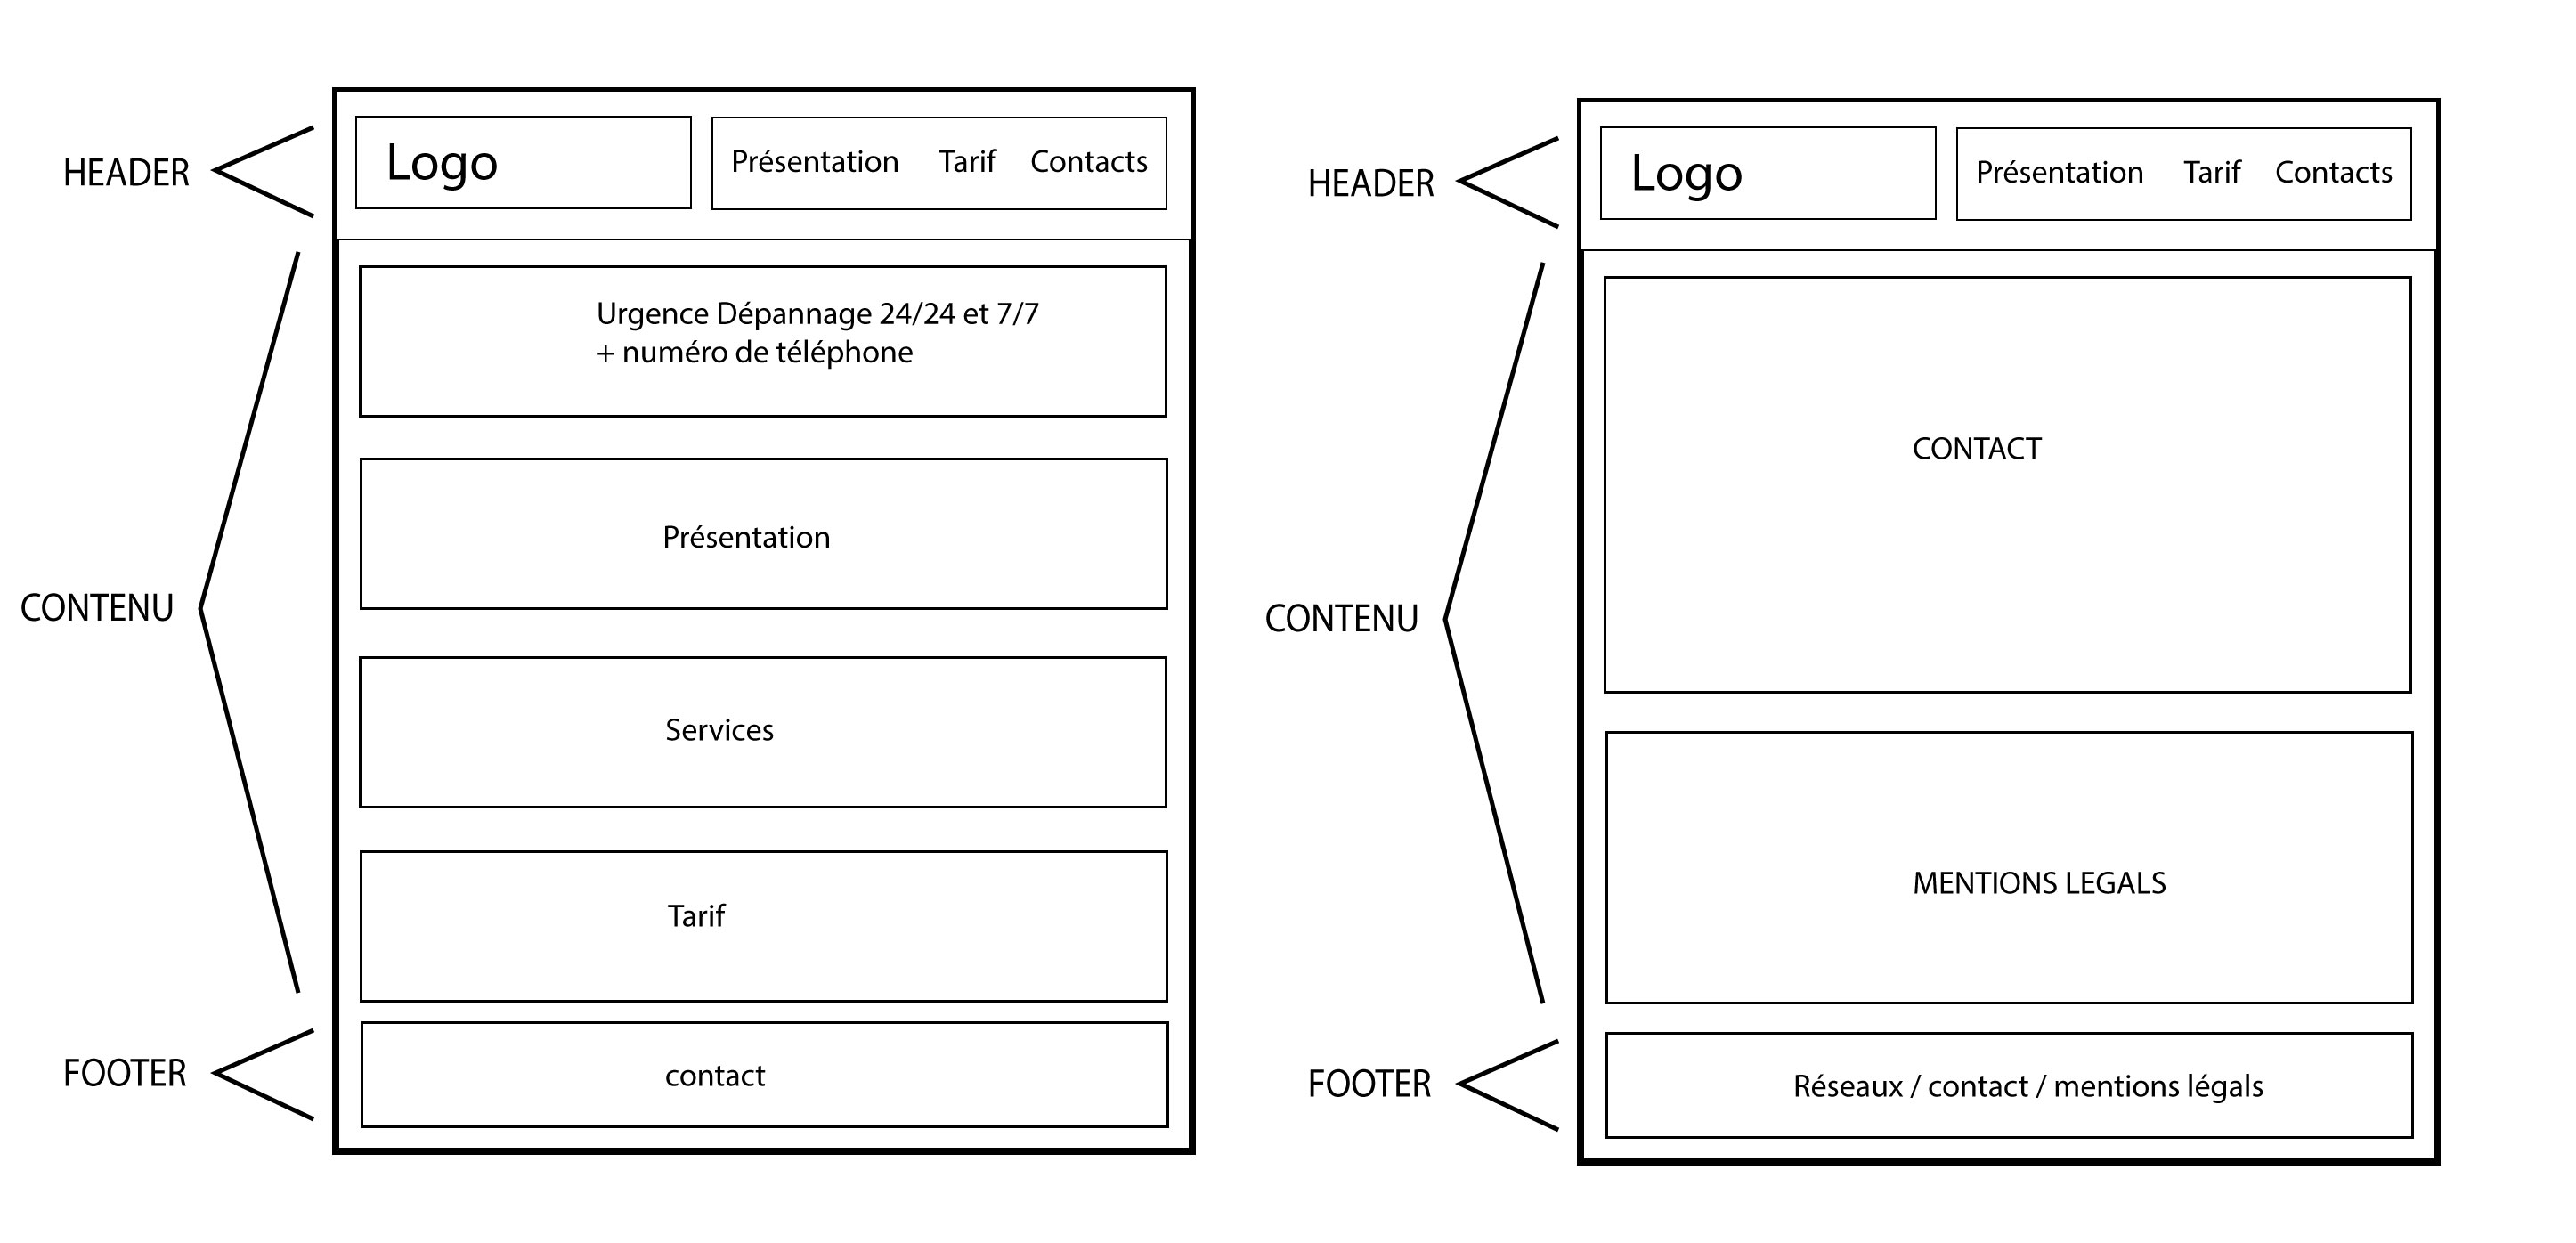 HEADER
Logo
Présentation Tarif Contacts
CONTENU
Urgence Dépannage 24/24 et 7/7
+ numéro de téléphone
Présentation
Services
Tarif
FOOTER
contact
HEADER
Logo
Présentation Tarif Contacts
CONTENU
CONTACT
MENTIONS LEGALS
FOOTER
Réseaux / contact / mentions légals